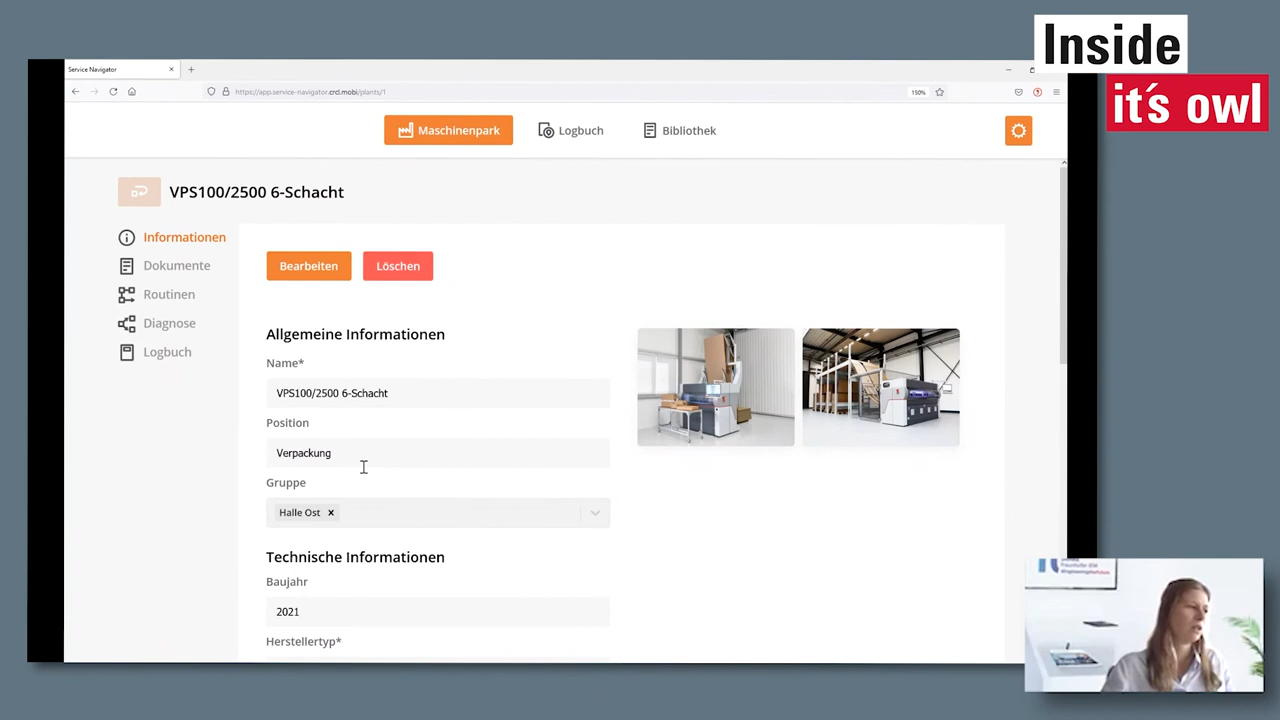 Inside
it's owl
Service Navigator
https://app.service-navigator.crcl.mobi/plants/1
150%
Maschinenpark
Logbuch
Bibliothek
VPS100/2500 6-Schacht
Informationen
Dokumente
Routinen
Diagnose
Logbuch
Bearbeiten
Löschen
Allgemeine Informationen
Name*
VPS100/2500 6-Schacht
Position
Verpackung
Gruppe
Halle Ost
Technische Informationen
Baujahr
2021
Herstellertyp*